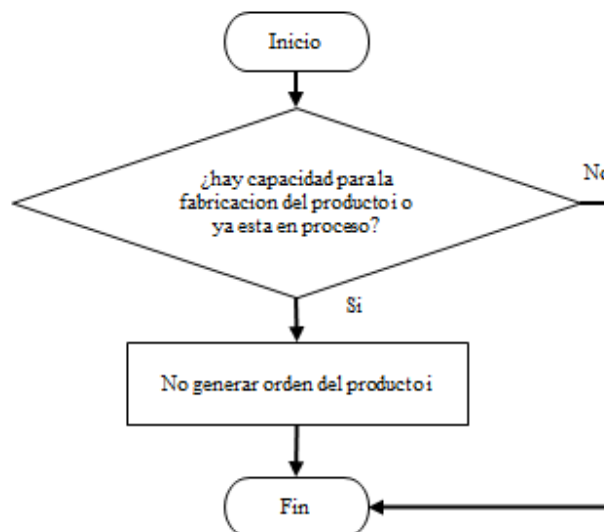 Inicio
¿hay capacidad para la
fabricacion del producto i o
ya esta en proceso?
No
Si
No generar orden del producto i
Fin